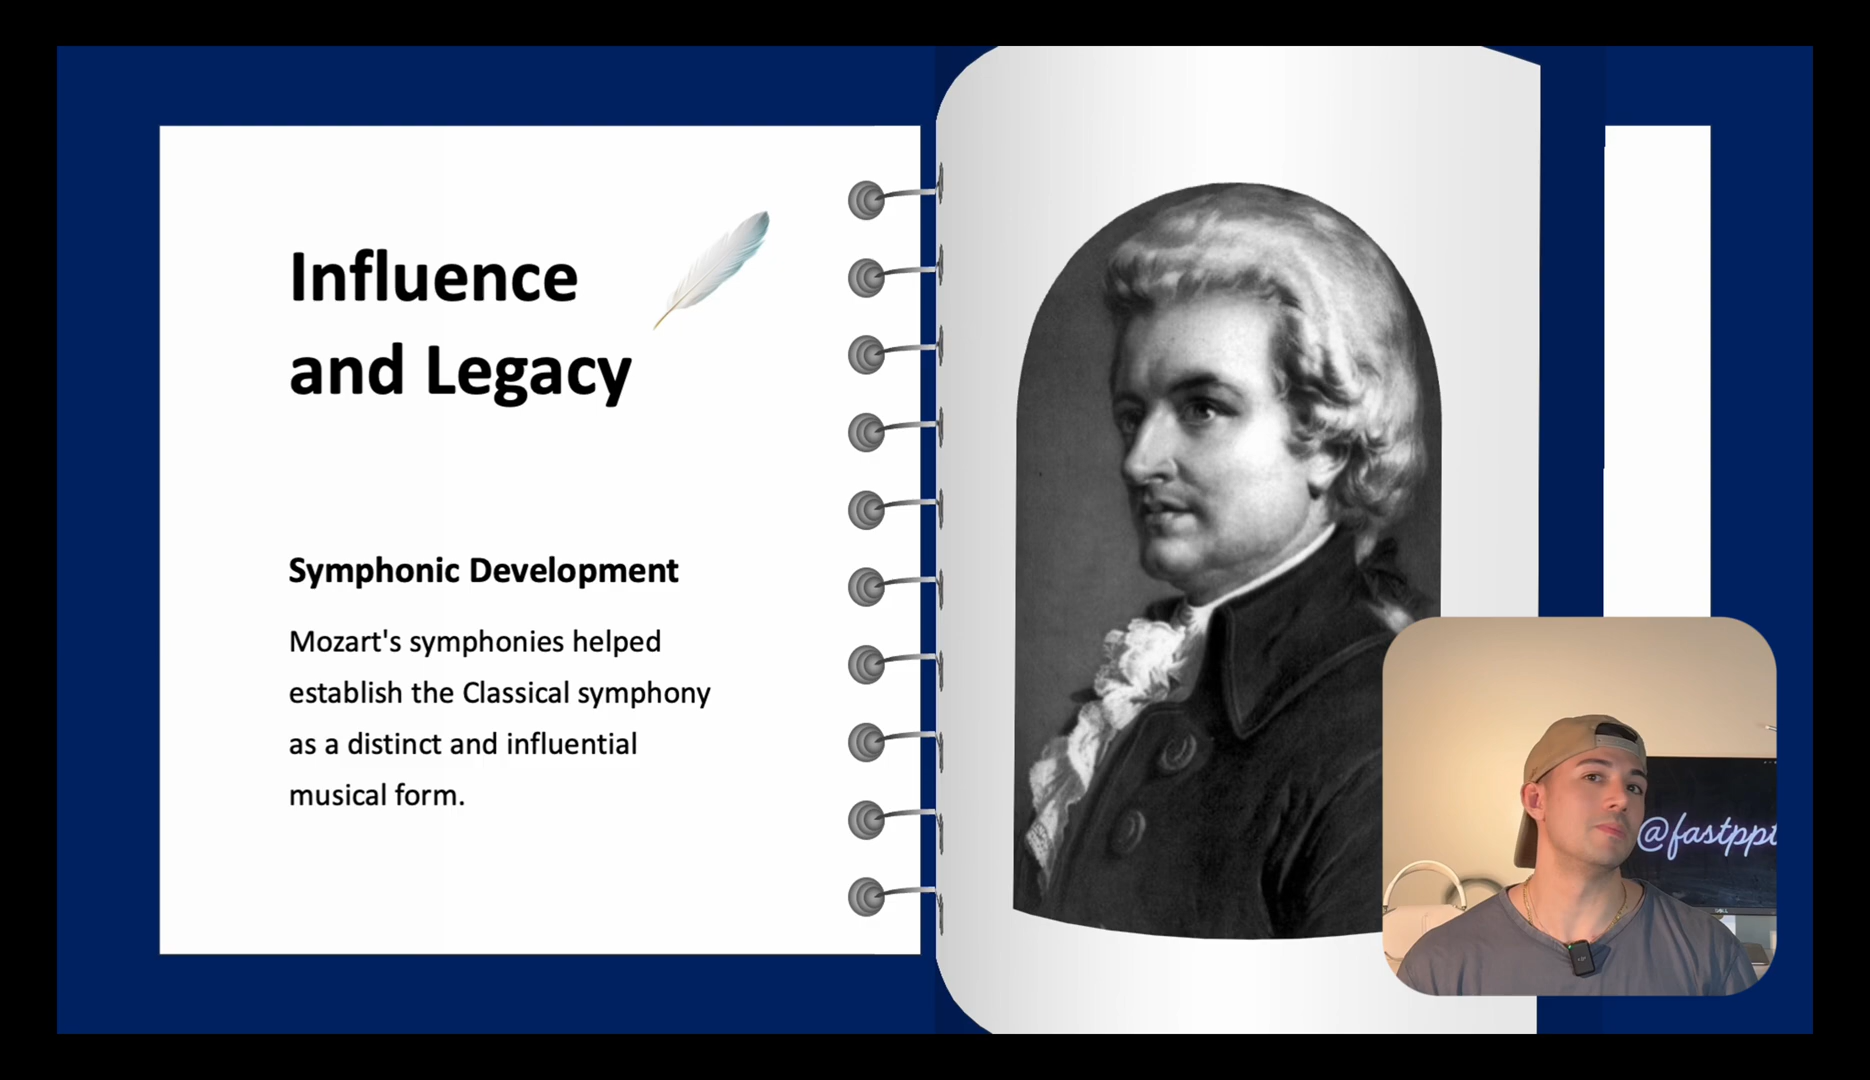 Influence
and Legacy
Symphonic Development
Mozart's symphonies helped
establish the Classical symphony
as a distinct and influential
musical form.
@fastppt
DELL